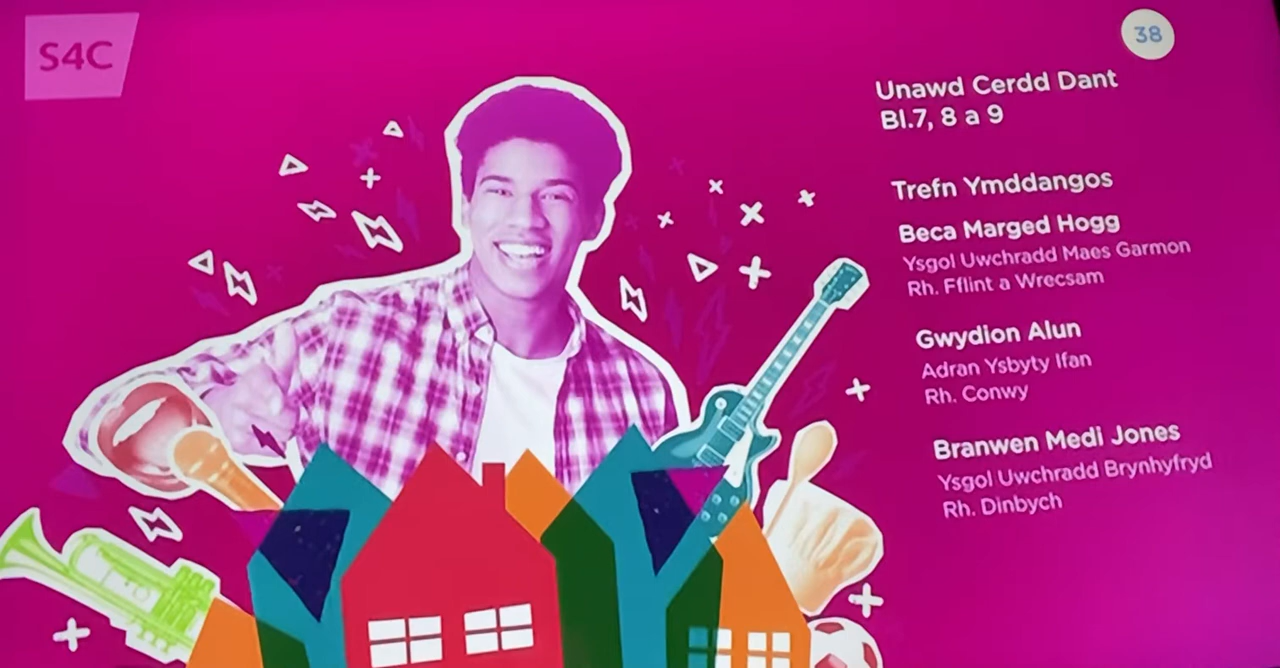 S4C
38
Unawd Cerdd Dant
Bl.7, 8 a 9
Trefn Ymddangos
Beca Marged Hogg
Ysgol Uwchradd Maes Garmon
Rh. Fflint a Wrecsam
Gwydion Alun
Adran Ysbyty Ifan
Rh. Conwy
Branwen Medi Jones
Ysgol Uwchradd Brynhyfryd
Rh. Dinbych